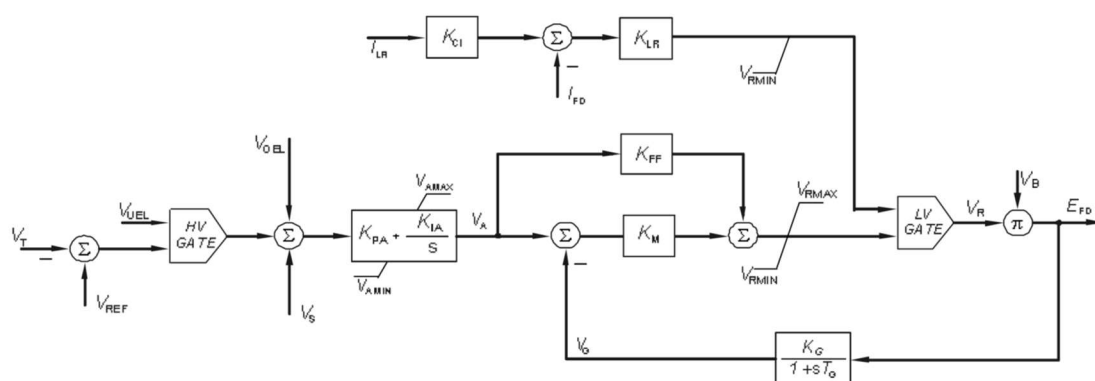 I_LR
K_CI
Σ
K_LR
V_RMIN
−
I_FD
V_OEL
K_FF
V_AMAX
V_RMAX
V_B
V_UEL
HV GATE
LV GATE
V_R
E_FD
V_T
Σ
Σ
K_PA + K_IA / S
V_A
Σ
K_M
Σ
π
−
−
V_AMIN
V_RMIN
V_REF
V_S
V_G
K_G / 1+sT_G